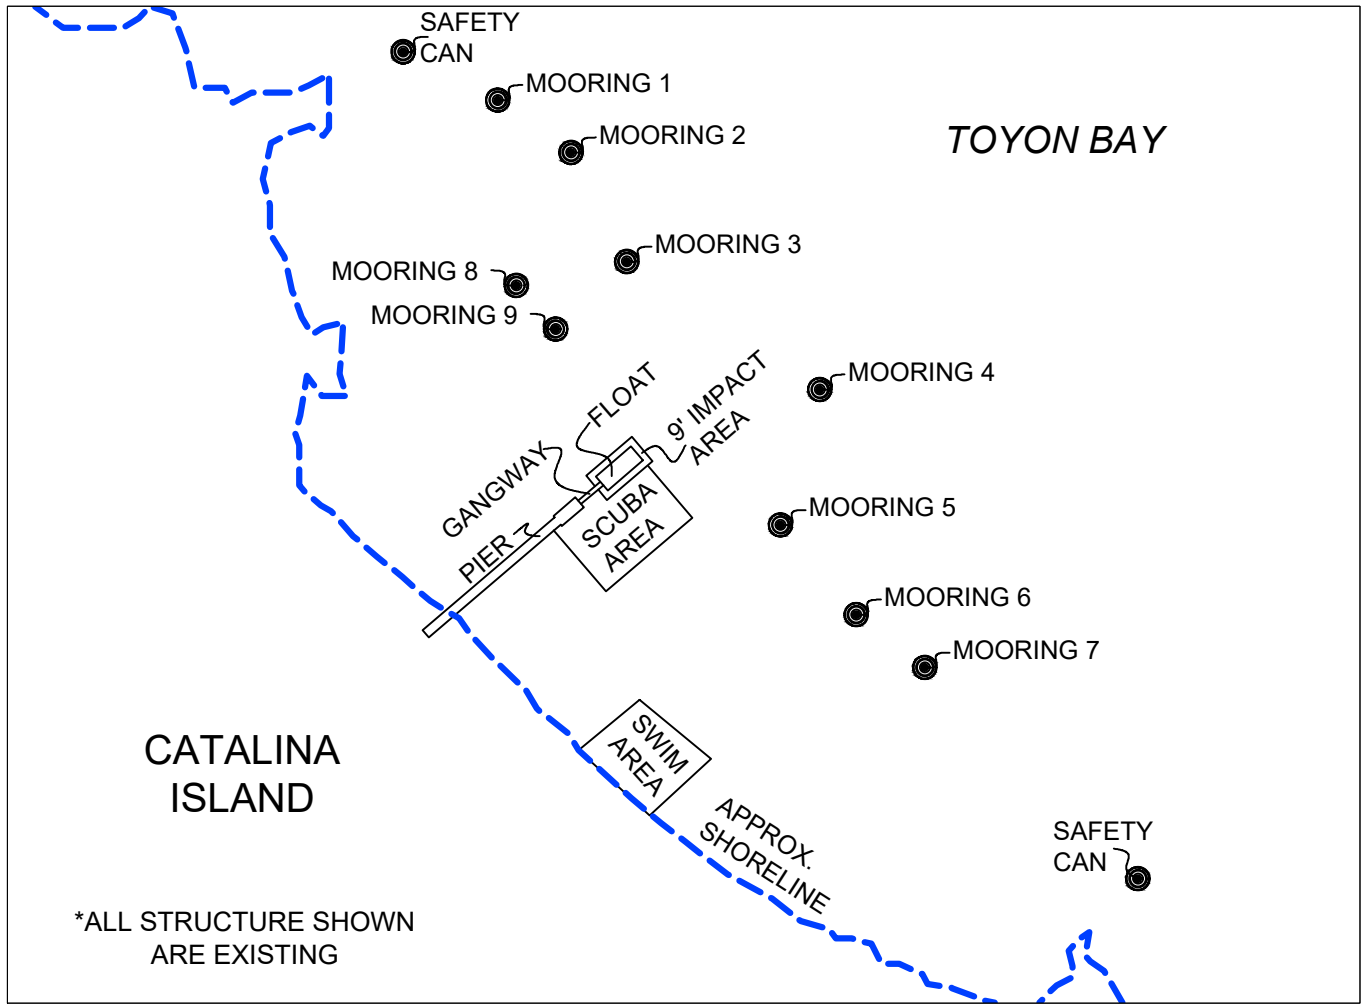 SAFETY
CAN
MOORING 1
MOORING 2
TOYON BAY
MOORING 3
MOORING 8
MOORING 9
MOORING 4
FLOAT
9' IMPACT
AREA
GANGWAY
PIER
SCUBA
AREA
MOORING 5
MOORING 6
MOORING 7
SWIM
AREA
CATALINA
ISLAND
APPROX.
SHORELINE
SAFETY
CAN
*ALL STRUCTURE SHOWN
ARE EXISTING